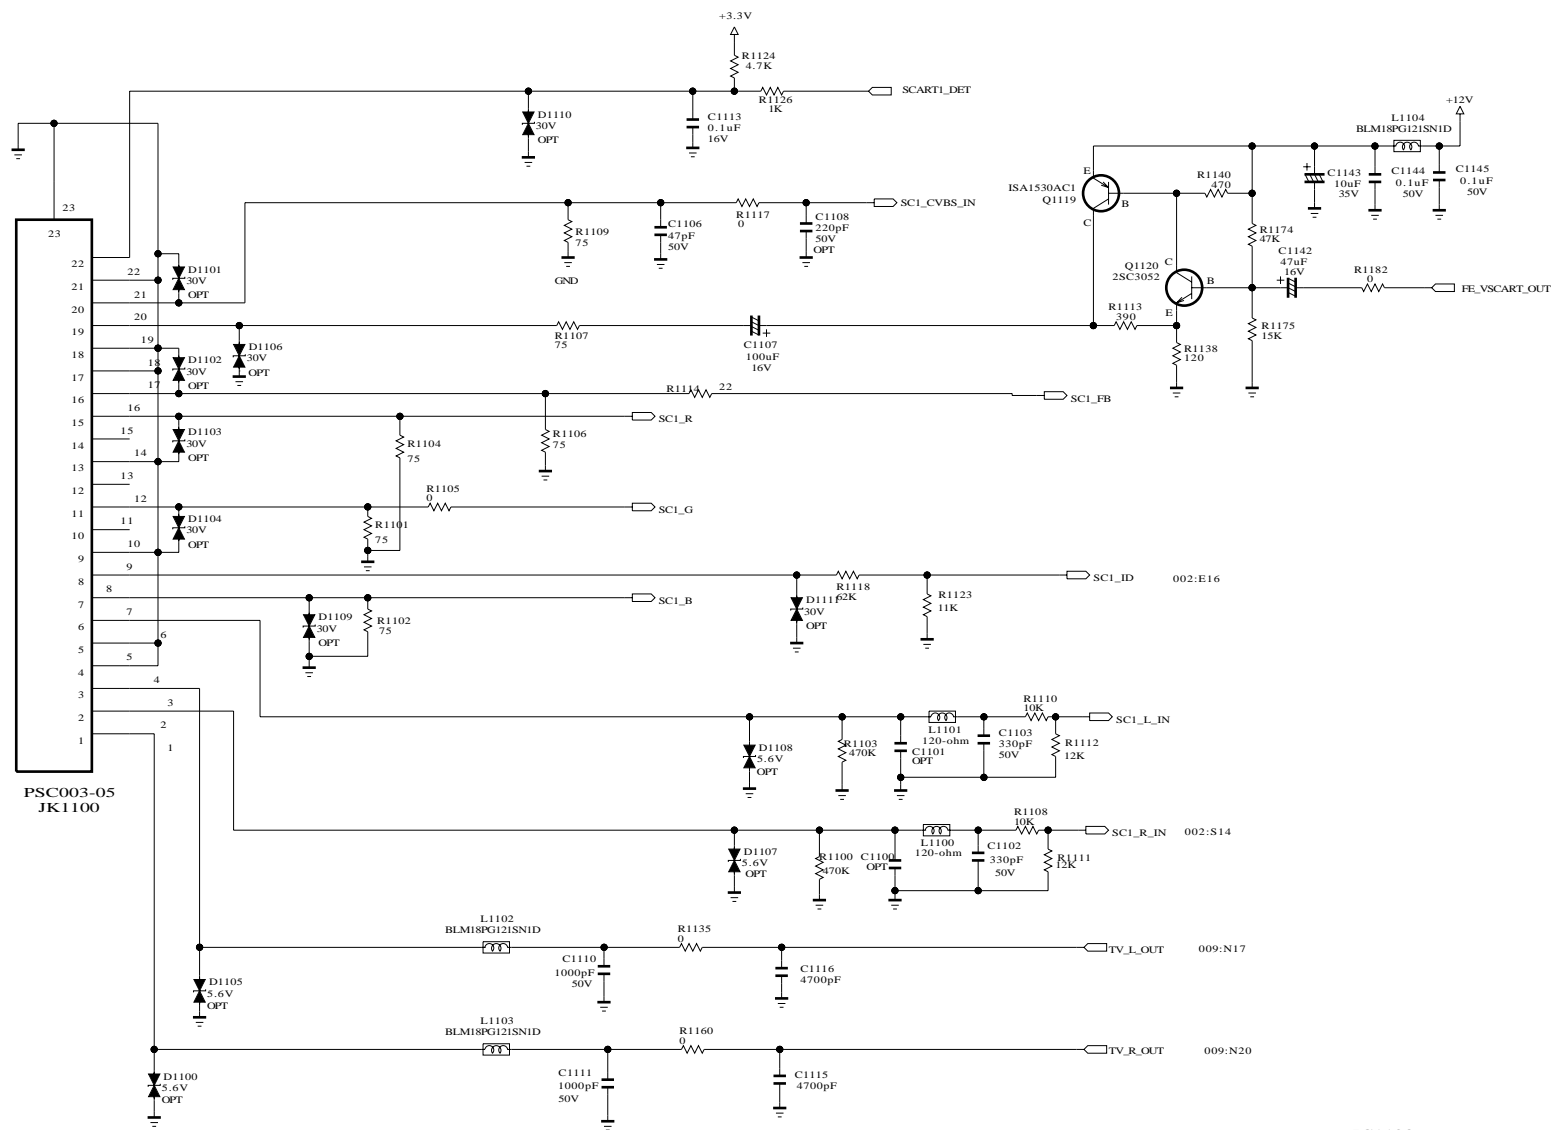 +3.3V
R1124
4.7K
R1126
1K
SCART1_DET
D1110
30V
OPT
C1113
0.1uF
16V
+12V
L1104
BLM18PG121SN1D
C1143
10uF
35V
C1144
0.1uF
50V
C1145
0.1uF
50V
ISA1530AC1
Q1119
E
B
C
R1140
470
R1174
47K
C1142
47uF
16V
+
+
R1182
0
FE_VSCART_OUT
Q1120
2SC3052
C
B
E
R1113
390
R1138
120
R1175
15K
23
23
SC1_CVBS_IN
R1117
0
R1109
75
GND
C1106
47pF
50V
C1108
220pF
50V
OPT
22
22
D1101
30V
OPT
21
21
20
20
19
R1107
75
C1107
100uF
16V
+
19
18
D1106
30V
OPT
D1102
30V
OPT
18
17
17
16
R1114
22
SC1_FB
16
15
SC1_R
15
14
D1103
30V
OPT
R1104
75
R1106
75
14
13
13
12
12
11
R1105
0
SC1_G
11
10
D1104
30V
OPT
R1101
75
10
9
9
8
SC1_ID
002:E16
R1118
62K
D1111
30V
OPT
R1123
11K
8
7
SC1_B
7
6
D1109
30V
OPT
R1102
75
6
5
5
4
4
3
3
2
2
1
1
PSC003-05
JK1100
R1110
10K
SC1_L_IN
D1108
5.6V
OPT
R1103
470K
C1101
OPT
L1101
120-ohm
C1103
330pF
50V
R1112
12K
R1108
10K
SC1_R_IN
002:S14
D1107
5.6V
OPT
R1100
470K
C1100
OPT
L1100
120-ohm
C1102
330pF
50V
R1111
12K
L1102
BLM18PG121SN1D
R1135
0
TV_L_OUT
009:N17
D1105
5.6V
OPT
C1110
1000pF
50V
C1116
4700pF
L1103
BLM18PG121SN1D
R1160
0
TV_R_OUT
009:N20
D1100
5.6V
OPT
C1111
1000pF
50V
C1115
4700pF